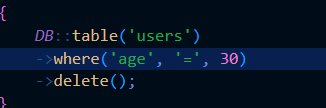 {
DB::table('users')
->where('age', '=', 30)
->delete();
}